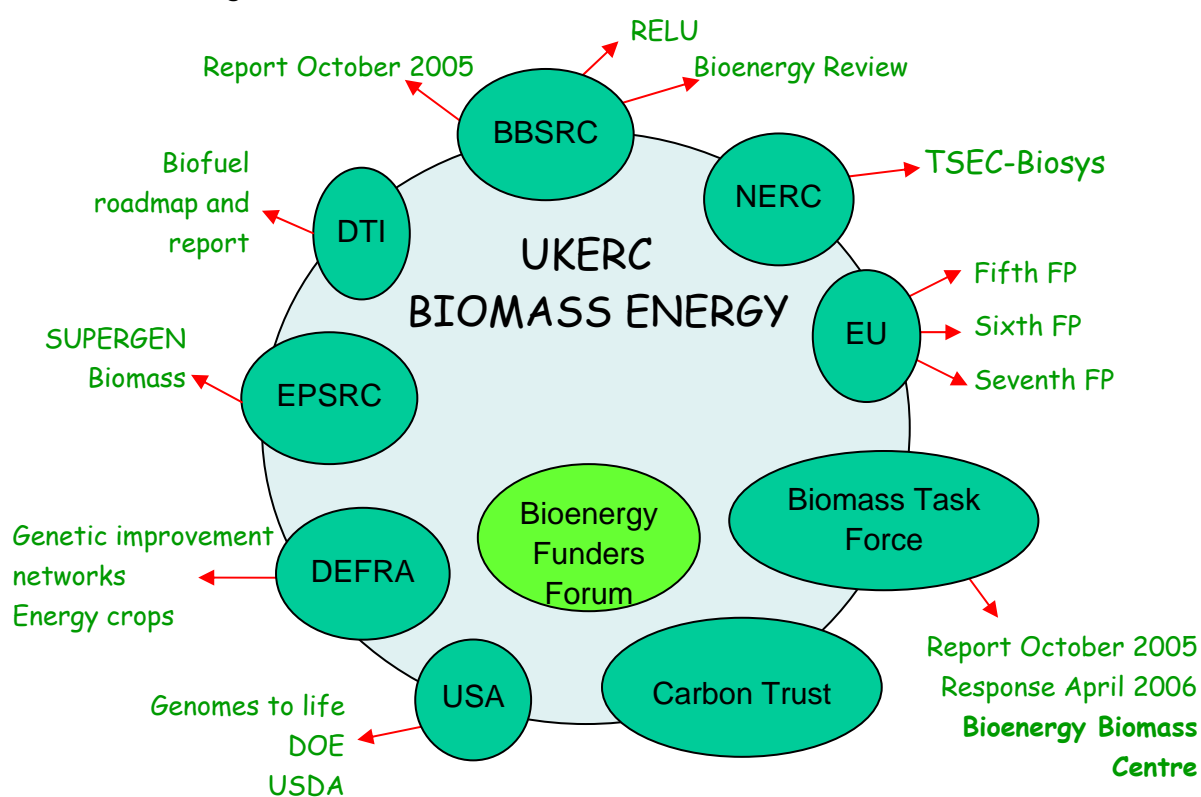 RELU
Report October 2005
Bioenergy Review
BBSRC
Biofuel
roadmap and
report
TSEC-Biosys
NERC
DTI
UKERC
BIOMASS ENERGY
Fifth FP
Sixth FP
Seventh FP
EU
SUPERGEN
Biomass
EPSRC
Biomass Task
Force
Bioenergy
Funders
Forum
Genetic improvement
networks
Energy crops
DEFRA
Report October 2005
Response April 2006
Bioenergy Biomass
Centre
Carbon Trust
USA
Genomes to life
DOE
USDA